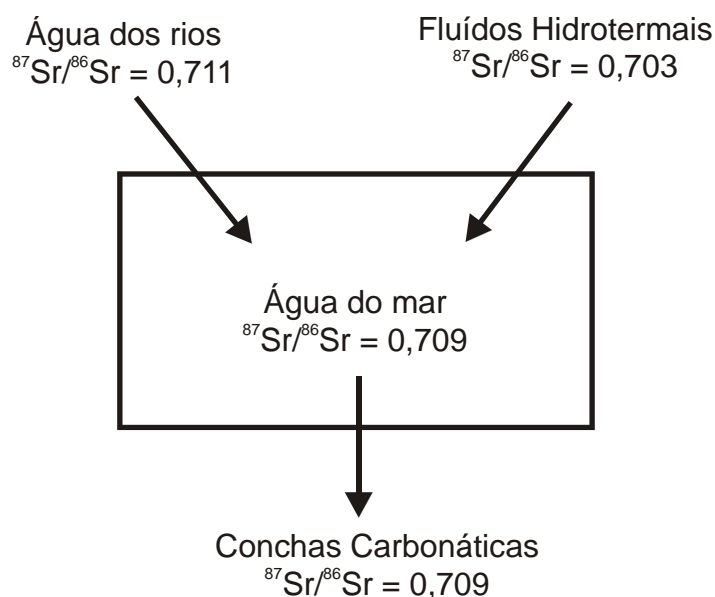 Água dos rios
⁸⁷Sr/⁸⁶Sr = 0,711
Fluídos Hidrotermais
⁸⁷Sr/⁸⁶Sr = 0,703
Água do mar
⁸⁷Sr/⁸⁶Sr = 0,709
Conchas Carbonáticas
⁸⁷Sr/⁸⁶Sr = 0,709